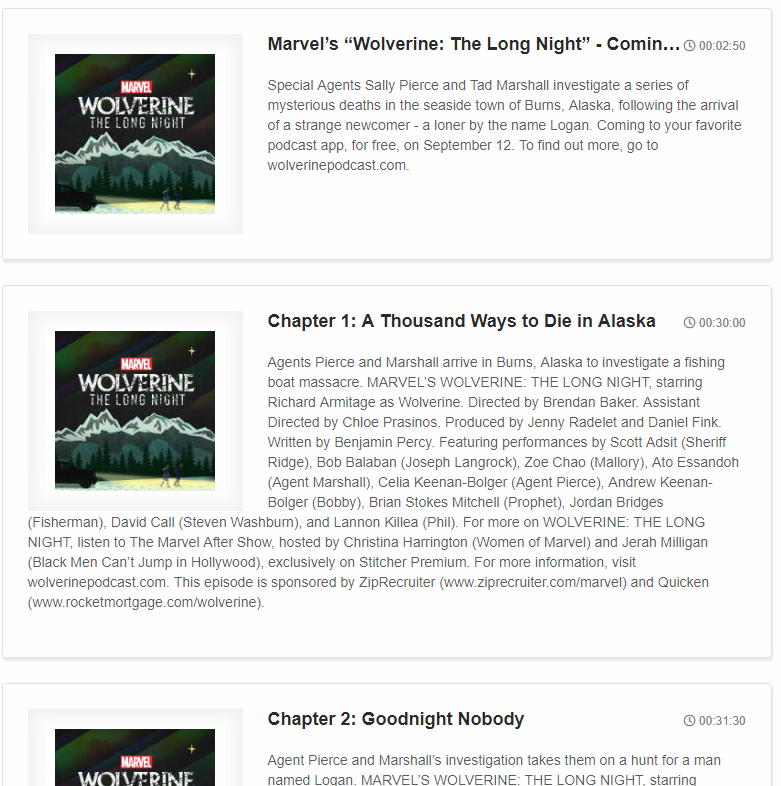 MARVEL
WOLVERINE
THE LONG NIGHT
Marvel’s “Wolverine: The Long Night” - Comin… 00:02:50
Special Agents Sally Pierce and Tad Marshall investigate a series of
mysterious deaths in the seaside town of Burns, Alaska, following the arrival
of a strange newcomer - a loner by the name Logan. Coming to your favorite
podcast app, for free, on September 12. To find out more, go to
wolverinepodcast.com.
MARVEL
WOLVERINE
THE LONG NIGHT
Chapter 1: A Thousand Ways to Die in Alaska 00:30:00
Agents Pierce and Marshall arrive in Burns, Alaska to investigate a fishing
boat massacre. MARVEL’S WOLVERINE: THE LONG NIGHT, starring
Richard Armitage as Wolverine. Directed by Brendan Baker. Assistant
Directed by Chloe Prasinos. Produced by Jenny Radelet and Daniel Fink.
Written by Benjamin Percy. Featuring performances by Scott Adsit (Sheriff
Ridge), Bob Balaban (Joseph Langrock), Zoe Chao (Mallory), Ato Essandoh
(Agent Marshall), Celia Keenan-Bolger (Agent Pierce), Andrew Keenan-
Bolger (Bobby), Brian Stokes Mitchell (Prophet), Jordan Bridges
(Fisherman), David Call (Steven Washburn), and Lannon Killea (Phil). For more on WOLVERINE: THE LONG
NIGHT, listen to The Marvel After Show, hosted by Christina Harrington (Women of Marvel) and Jerah Milligan
(Black Men Can’t Jump in Hollywood), exclusively on Stitcher Premium. For more information, visit
wolverinepodcast.com. This episode is sponsored by ZipRecruiter (www.ziprecruiter.com/marvel) and Quicken
(www.rocketmortgage.com/wolverine).
MARVEL
WOLVERINE
Chapter 2: Goodnight Nobody 00:31:30
Agent Pierce and Marshall’s investigation takes them on a hunt for a man
named Logan. MARVEL’S WOLVERINE: THE LONG NIGHT, starring